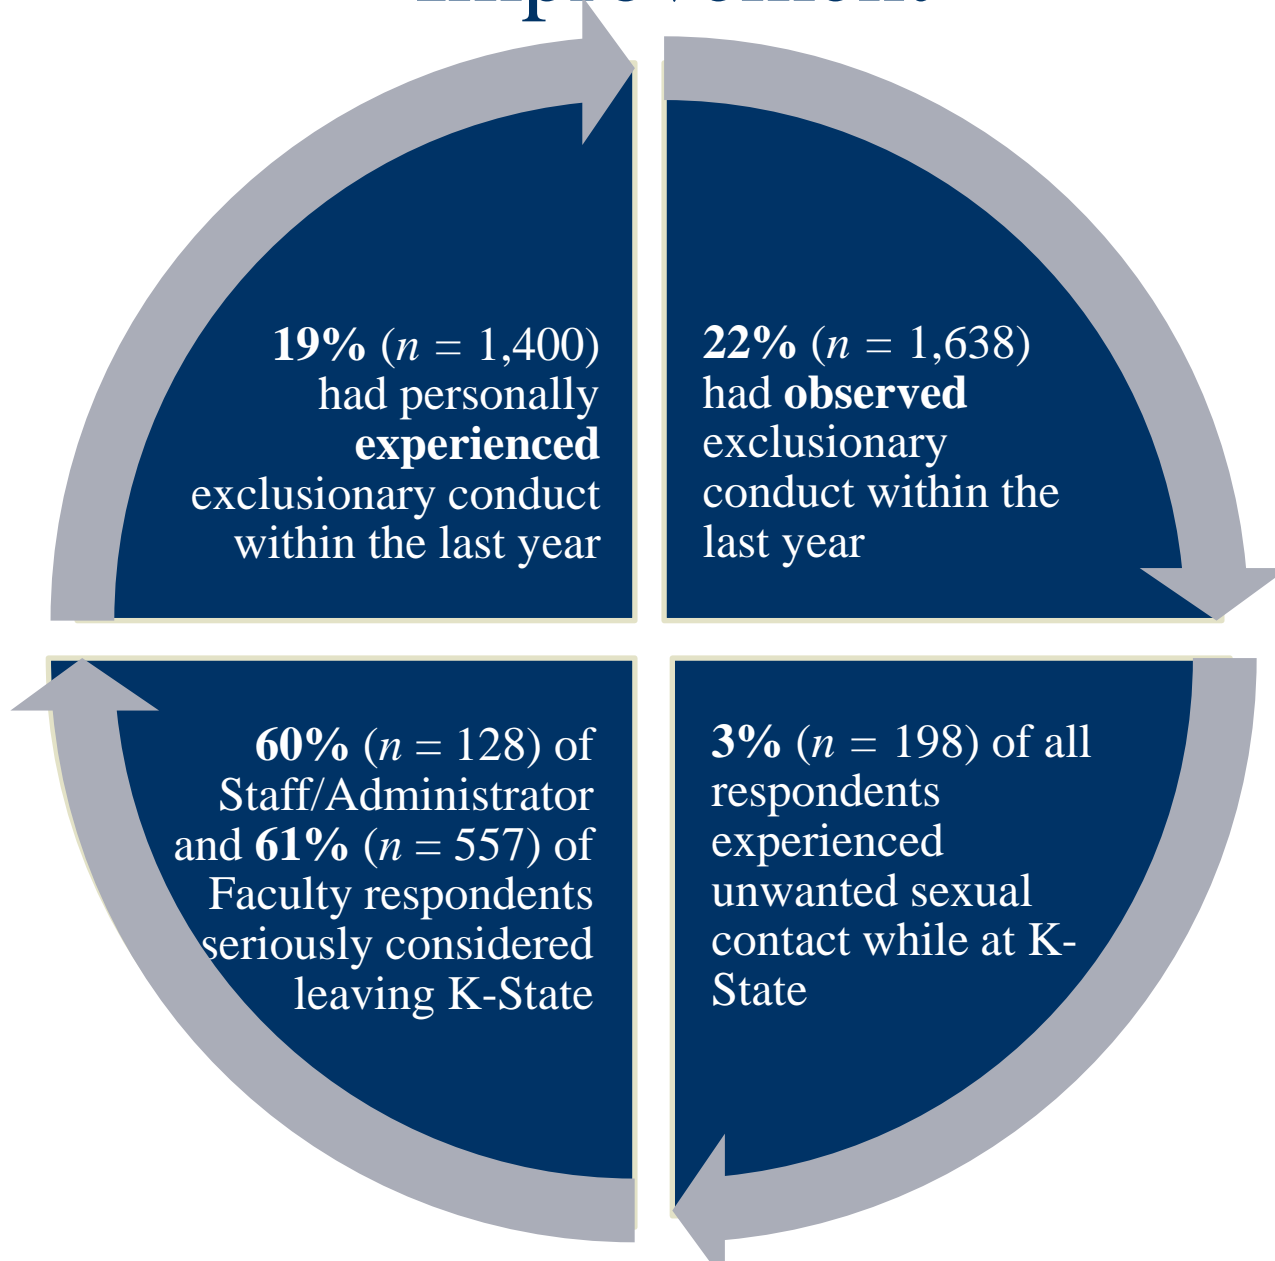 Improvement
19% (n = 1,400)
had personally
experienced
exclusionary conduct
within the last year
22% (n = 1,638)
had observed
exclusionary
conduct within the
last year
60% (n = 128) of
Staff/Administrator
and 61% (n = 557) of
Faculty respondents
seriously considered
leaving K-State
3% (n = 198) of all
respondents
experienced
unwanted sexual
contact while at K-
State